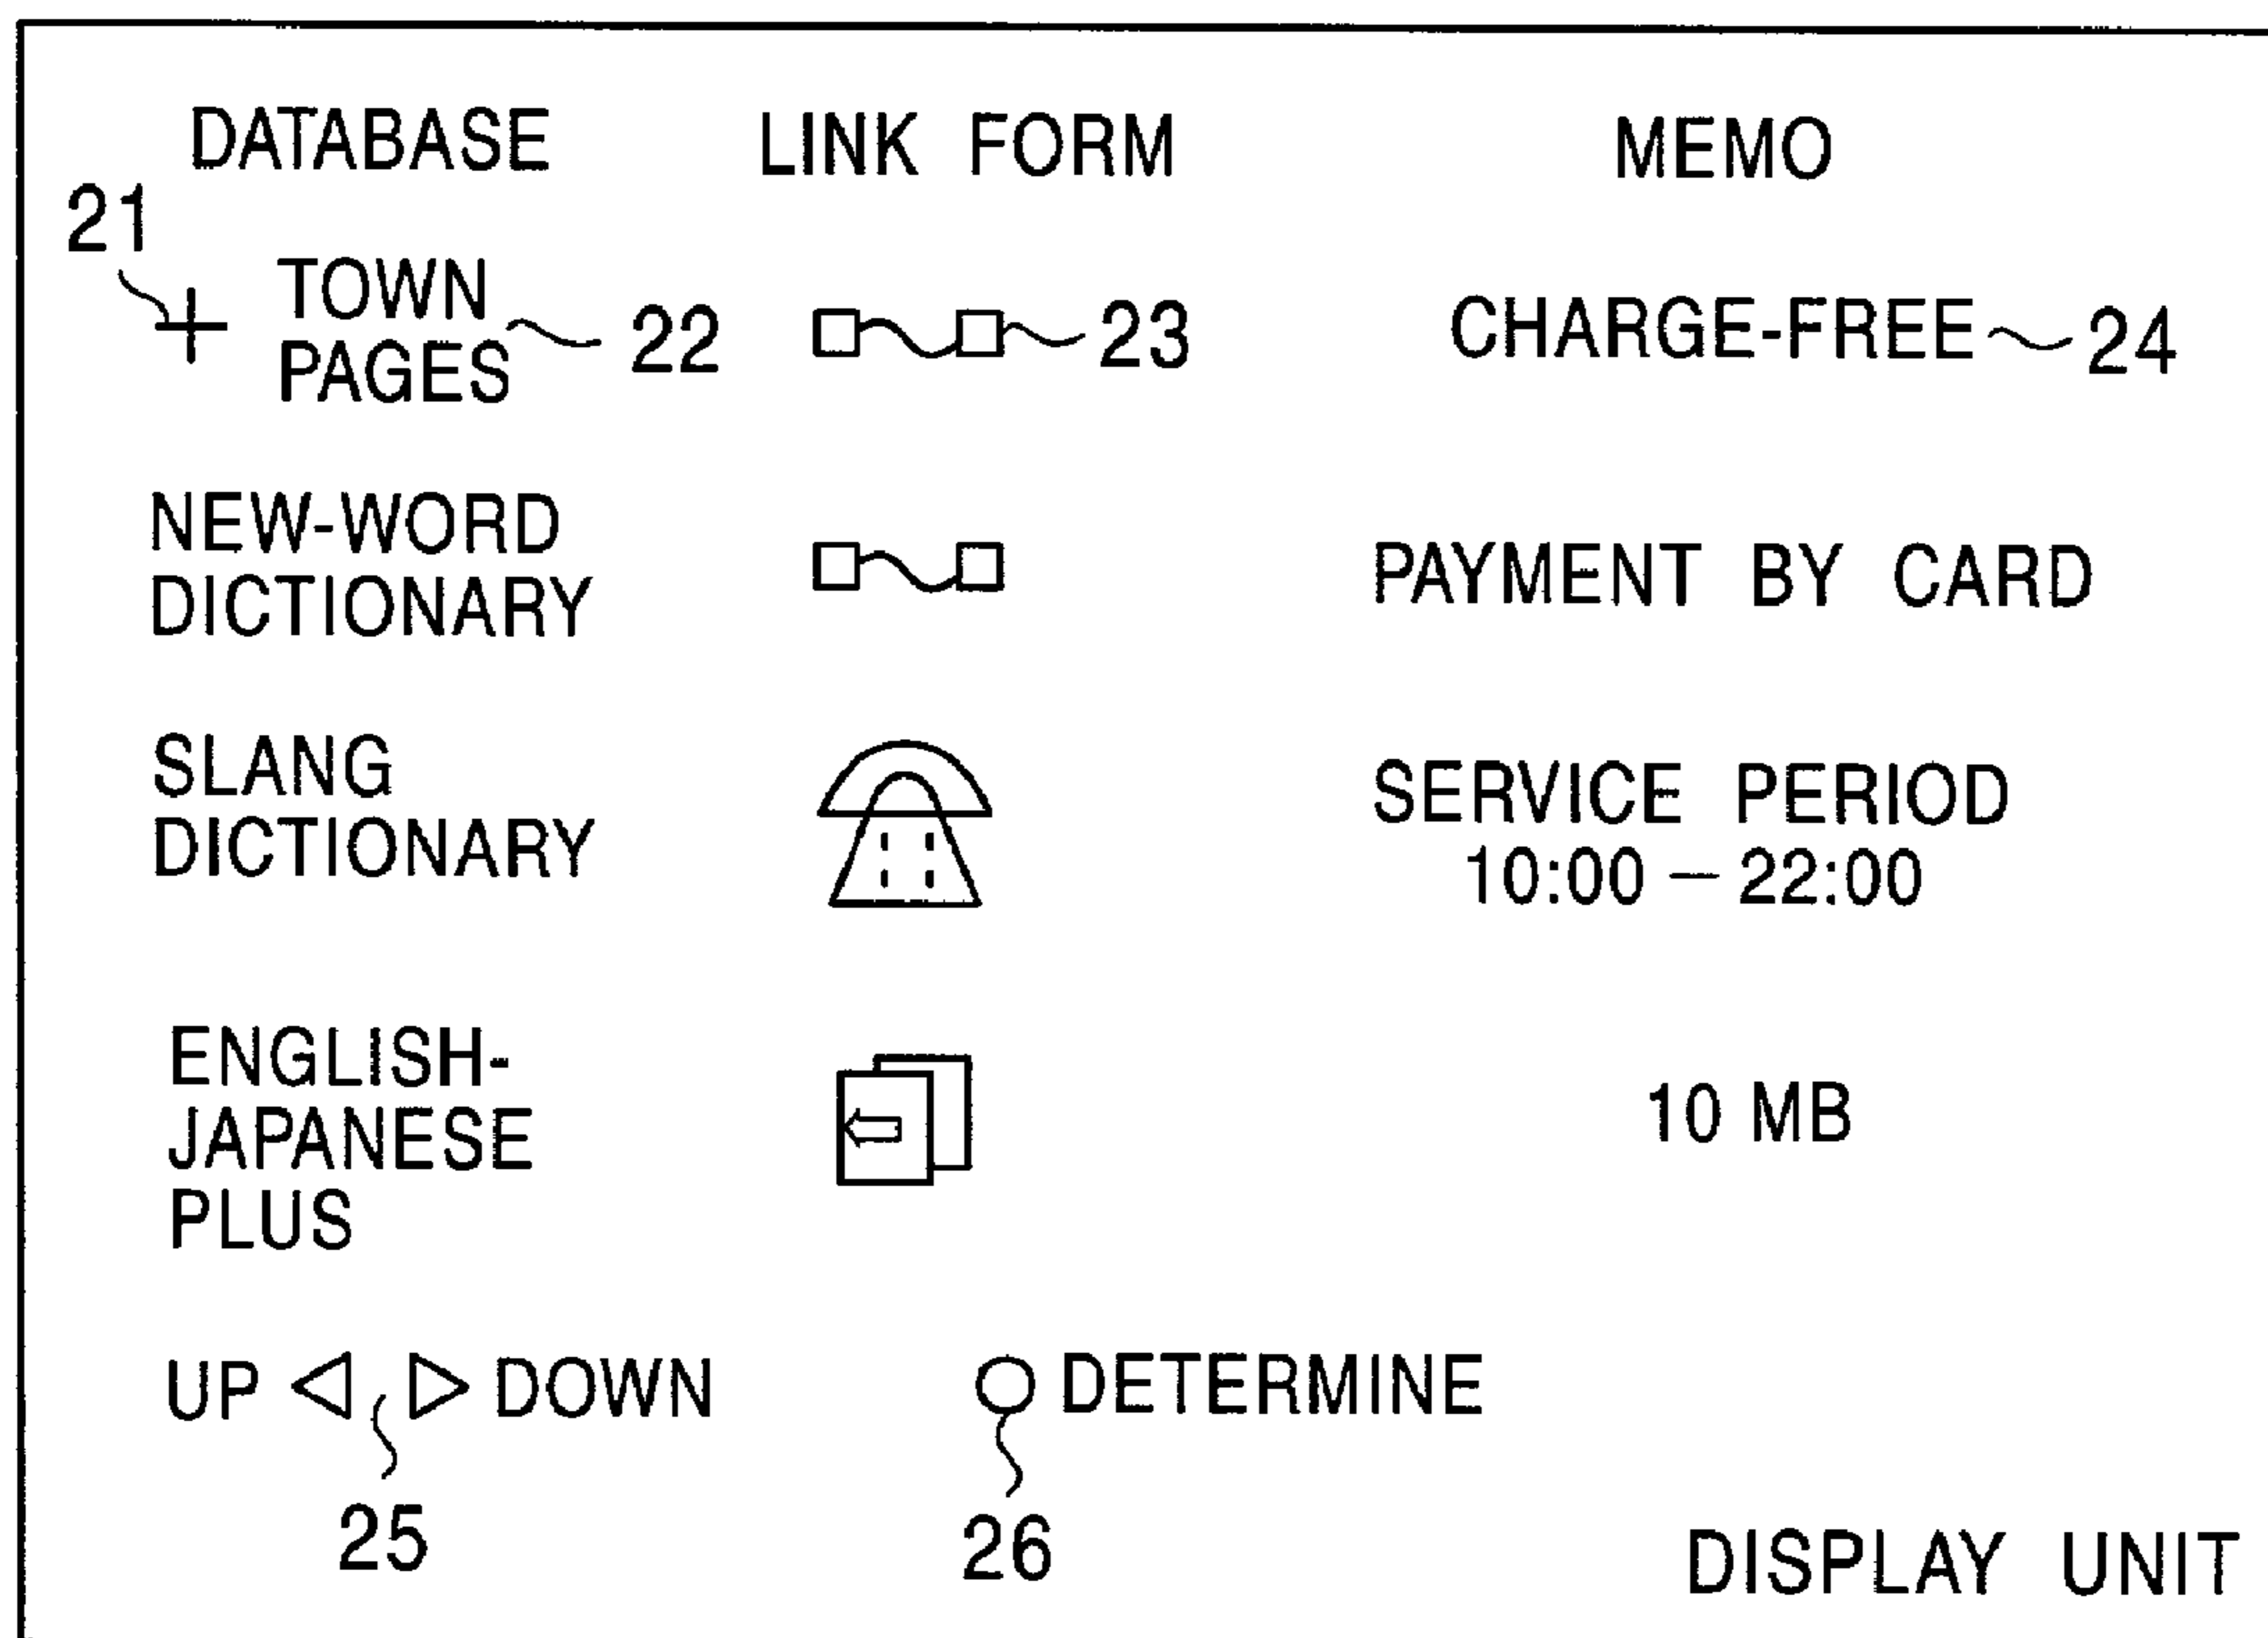 DATABASE LINK FORM MEMO
21
TOWN
PAGES 22 23 CHARGE-FREE 24
NEW-WORD
DICTIONARY PAYMENT BY CARD
SLANG
DICTIONARY SERVICE PERIOD
10:00 — 22:00
ENGLISH-
JAPANESE 10 MB
PLUS
UP DOWN DETERMINE
25 26
DISPLAY UNIT